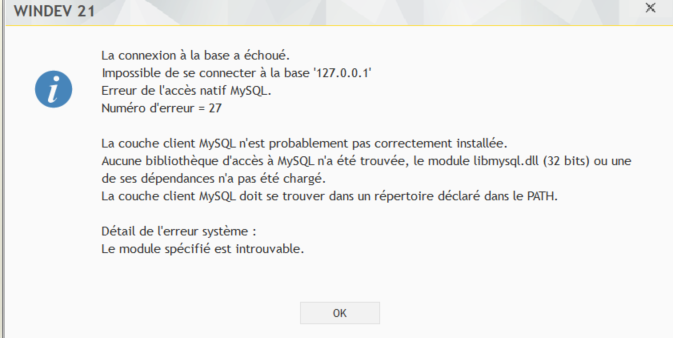 WINDEV 21
La connexion à la base a échoué.
Impossible de se connecter à la base '127.0.0.1'
Erreur de l'accès natif MySQL.
Numéro d'erreur = 27
La couche client MySQL n'est probablement pas correctement installée.
Aucune bibliothèque d'accès à MySQL n'a été trouvée, le module libmysql.dll (32 bits) ou une
de ses dépendances n'a pas été chargé.
La couche client MySQL doit se trouver dans un répertoire déclaré dans le PATH.
Détail de l'erreur système :
Le module spécifié est introuvable.
OK